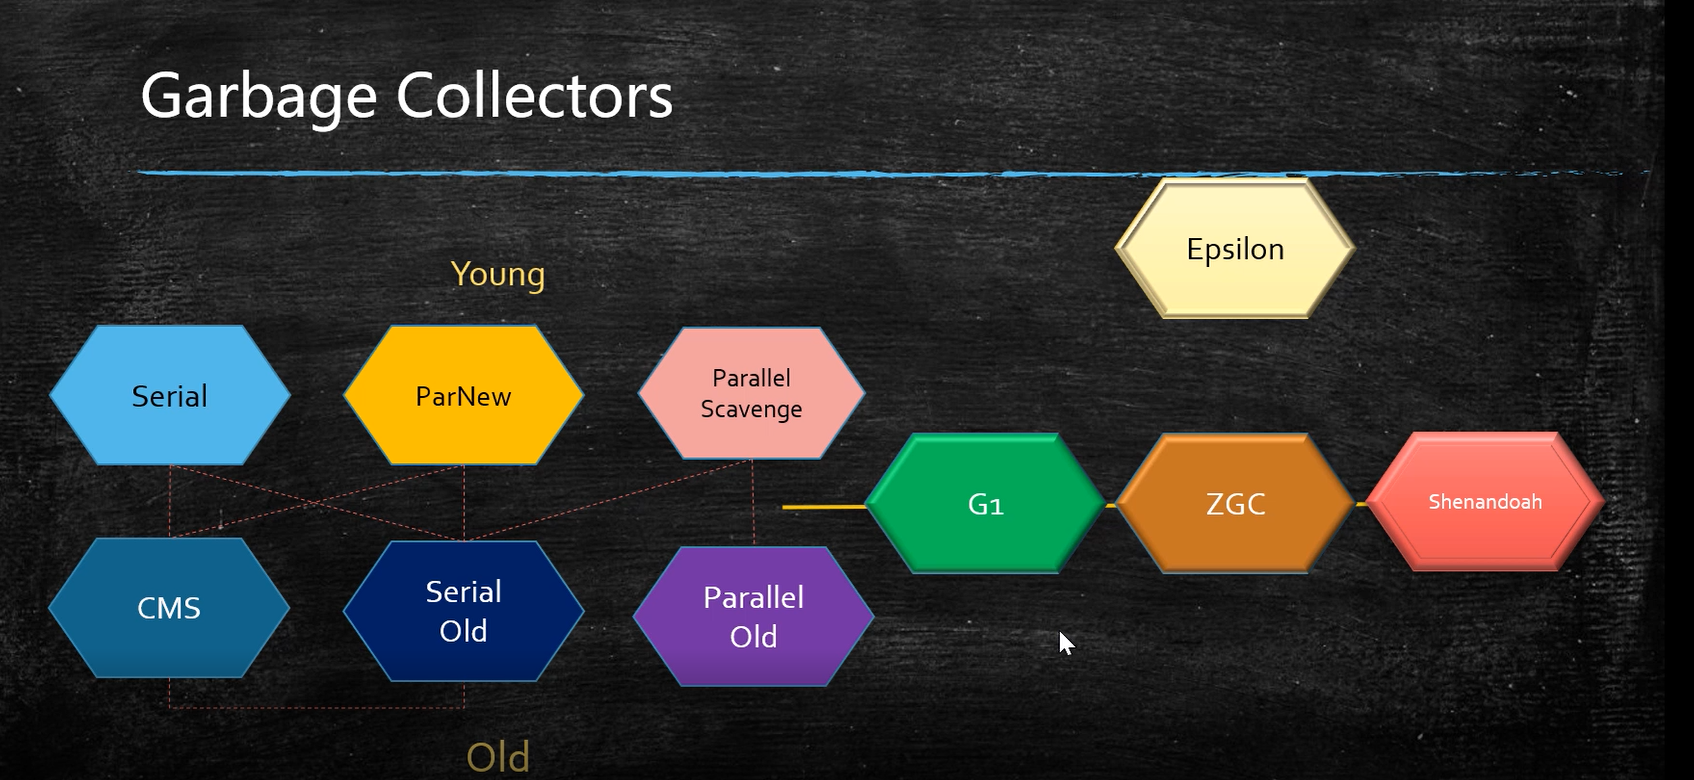 Garbage Collectors
Epsilon
Young
Serial
ParNew
Parallel
Scavenge
G1
ZGC
Shenandoah
CMS
Serial
Old
Parallel
Old
Old